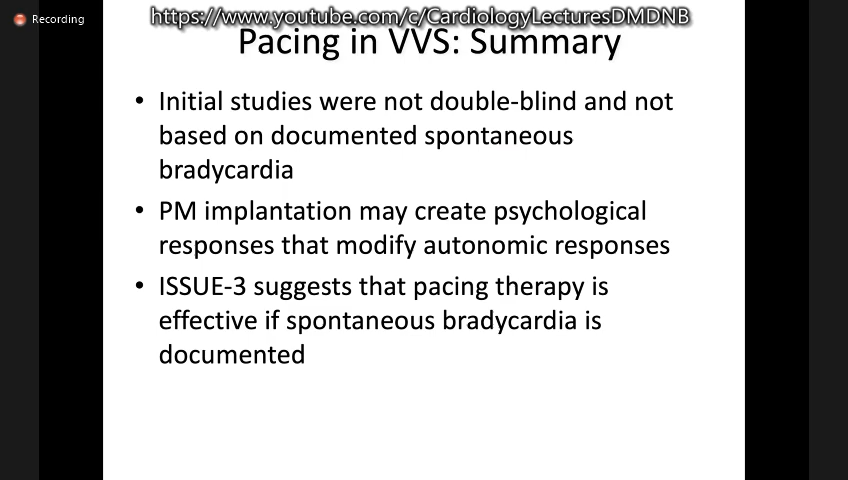 https://www.youtube.com/c/CardiologyLecturesDMDNB
Recording
Pacing in VVS: Summary
• Initial studies were not double-blind and not
based on documented spontaneous
bradycardia
• PM implantation may create psychological
responses that modify autonomic responses
• ISSUE-3 suggests that pacing therapy is
effective if spontaneous bradycardia is
documented